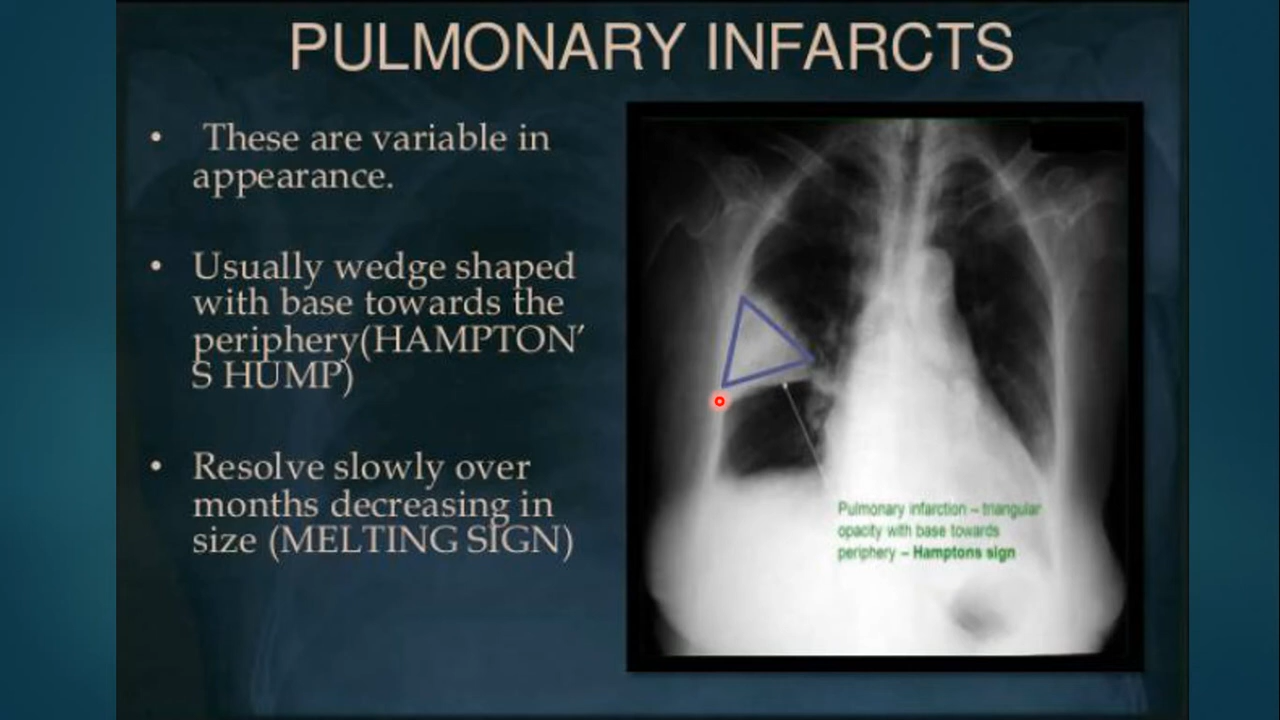 PULMONARY INFARCTS
• These are variable in
appearance.
• Usually wedge shaped
with base towards the
periphery(HAMPTON’
S HUMP)
• Resolve slowly over
months decreasing in
size (MELTING SIGN)
Pulmonary infarction – triangular
opacity with base towards
periphery – Hamptons sign